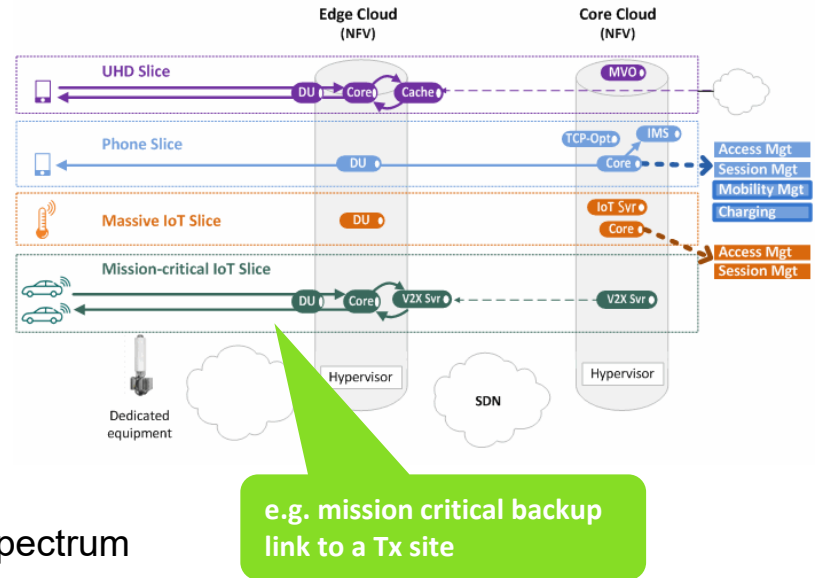 Edge Cloud
(NFV)
Core Cloud
(NFV)
UHD Slice
DU
Core
Cache
MVO
Phone Slice
DU
TCP-Opt
IMS
Core
Access Mgt
Session Mgt
Mobility Mgt
Charging
Massive IoT Slice
DU
IoT Svr
Core
Access Mgt
Session Mgt
Mission-critical IoT Slice
DU
Core
V2X Svr
V2X Svr
Hypervisor
Hypervisor
SDN
Dedicated
equipment
e.g. mission critical backup
link to a Tx site
pectrum